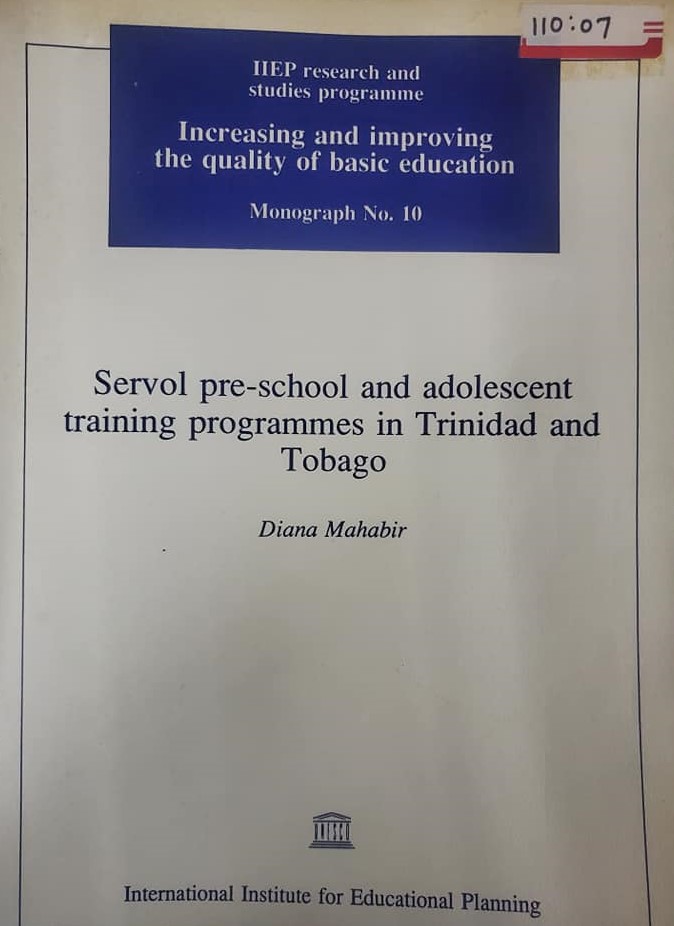 110:07
IIEP research and
studies programme
Increasing and improving
the quality of basic education
Monograph No. 10
Servol pre-school and adolescent
training programmes in Trinidad and
Tobago
Diana Mahabir
UNESCO
International Institute for Educational Planning